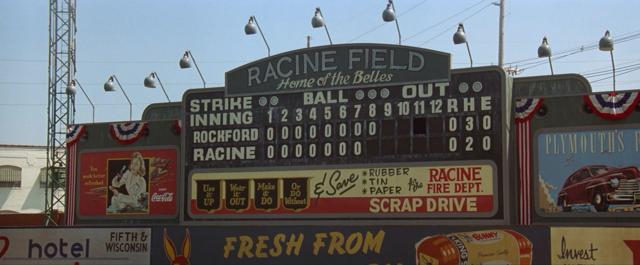 RACINE FIELD
Home of the Belles
STRIKE BALL OUT
INNING 1 2 3 4 5 6 7 8 9 10 11 12 R H E
ROCKFORD 0 0 0 0 0 0 0 0 0 3 0
RACINE 0 0 0 0 0 0 0 0 2 0
Use it UP
Wear it OUT
Make it DO
Or DO Without
& Save
*RUBBER
*TIN
*PAPER
RACINE
FIRE DEPT.
SCRAP DRIVE
Coca-Cola
PLYMOUTH'S
hotel
FIFTH &
WISCONSIN
FRESH FROM
BUNNY
Invest